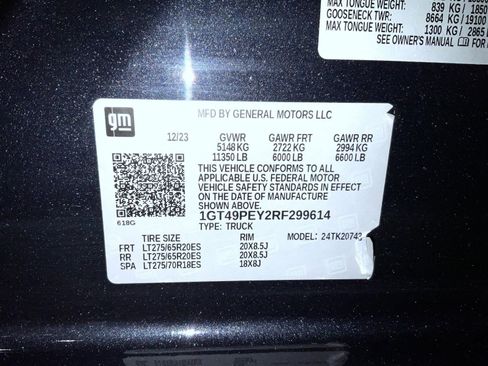 MAX TONGUE WEIGHT:
839 KG / 1850
GOOSENECK TWR:
8664 KG / 19100
MAX TONGUE WEIGHT:
1300 KG / 2865
SEE OWNER'S MANUAL FOR
gm
MFD BY GENERAL MOTORS LLC
12/23 GVWR GAWR FRT GAWR RR
5148 KG 2722 KG 2994 KG
11350 LB 6000 LB 6600 LB
THIS VEHICLE CONFORMS TO ALL
APPLICABLE U.S. FEDERAL MOTOR
VEHICLE SAFETY STANDARDS IN EFFECT
ON THE DATE OF MANUFACTURE
SHOWN ABOVE.
1GT49PEY2RF299614
TYPE: TRUCK
618G
TIRE SIZE RIM MODEL: 24TK20743
FRT LT275/65R20ES 20X8.5J
RR LT275/65R20ES 20X8.5J
SPA LT275/70R18ES 18X8J